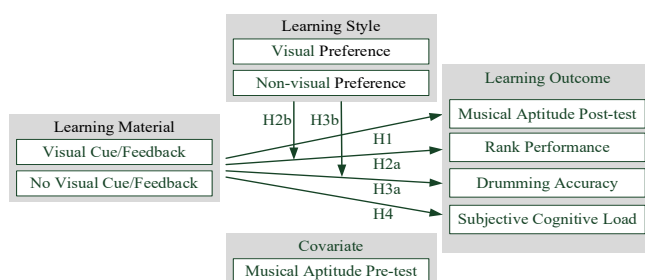 Learning Style
Visual Preference
Non-visual Preference
H2b
H3b
Learning Material
Visual Cue/Feedback
No Visual Cue/Feedback
H1
H2a
H3a
H4
Learning Outcome
Musical Aptitude Post-test
Rank Performance
Drumming Accuracy
Subjective Cognitive Load
Covariate
Musical Aptitude Pre-test